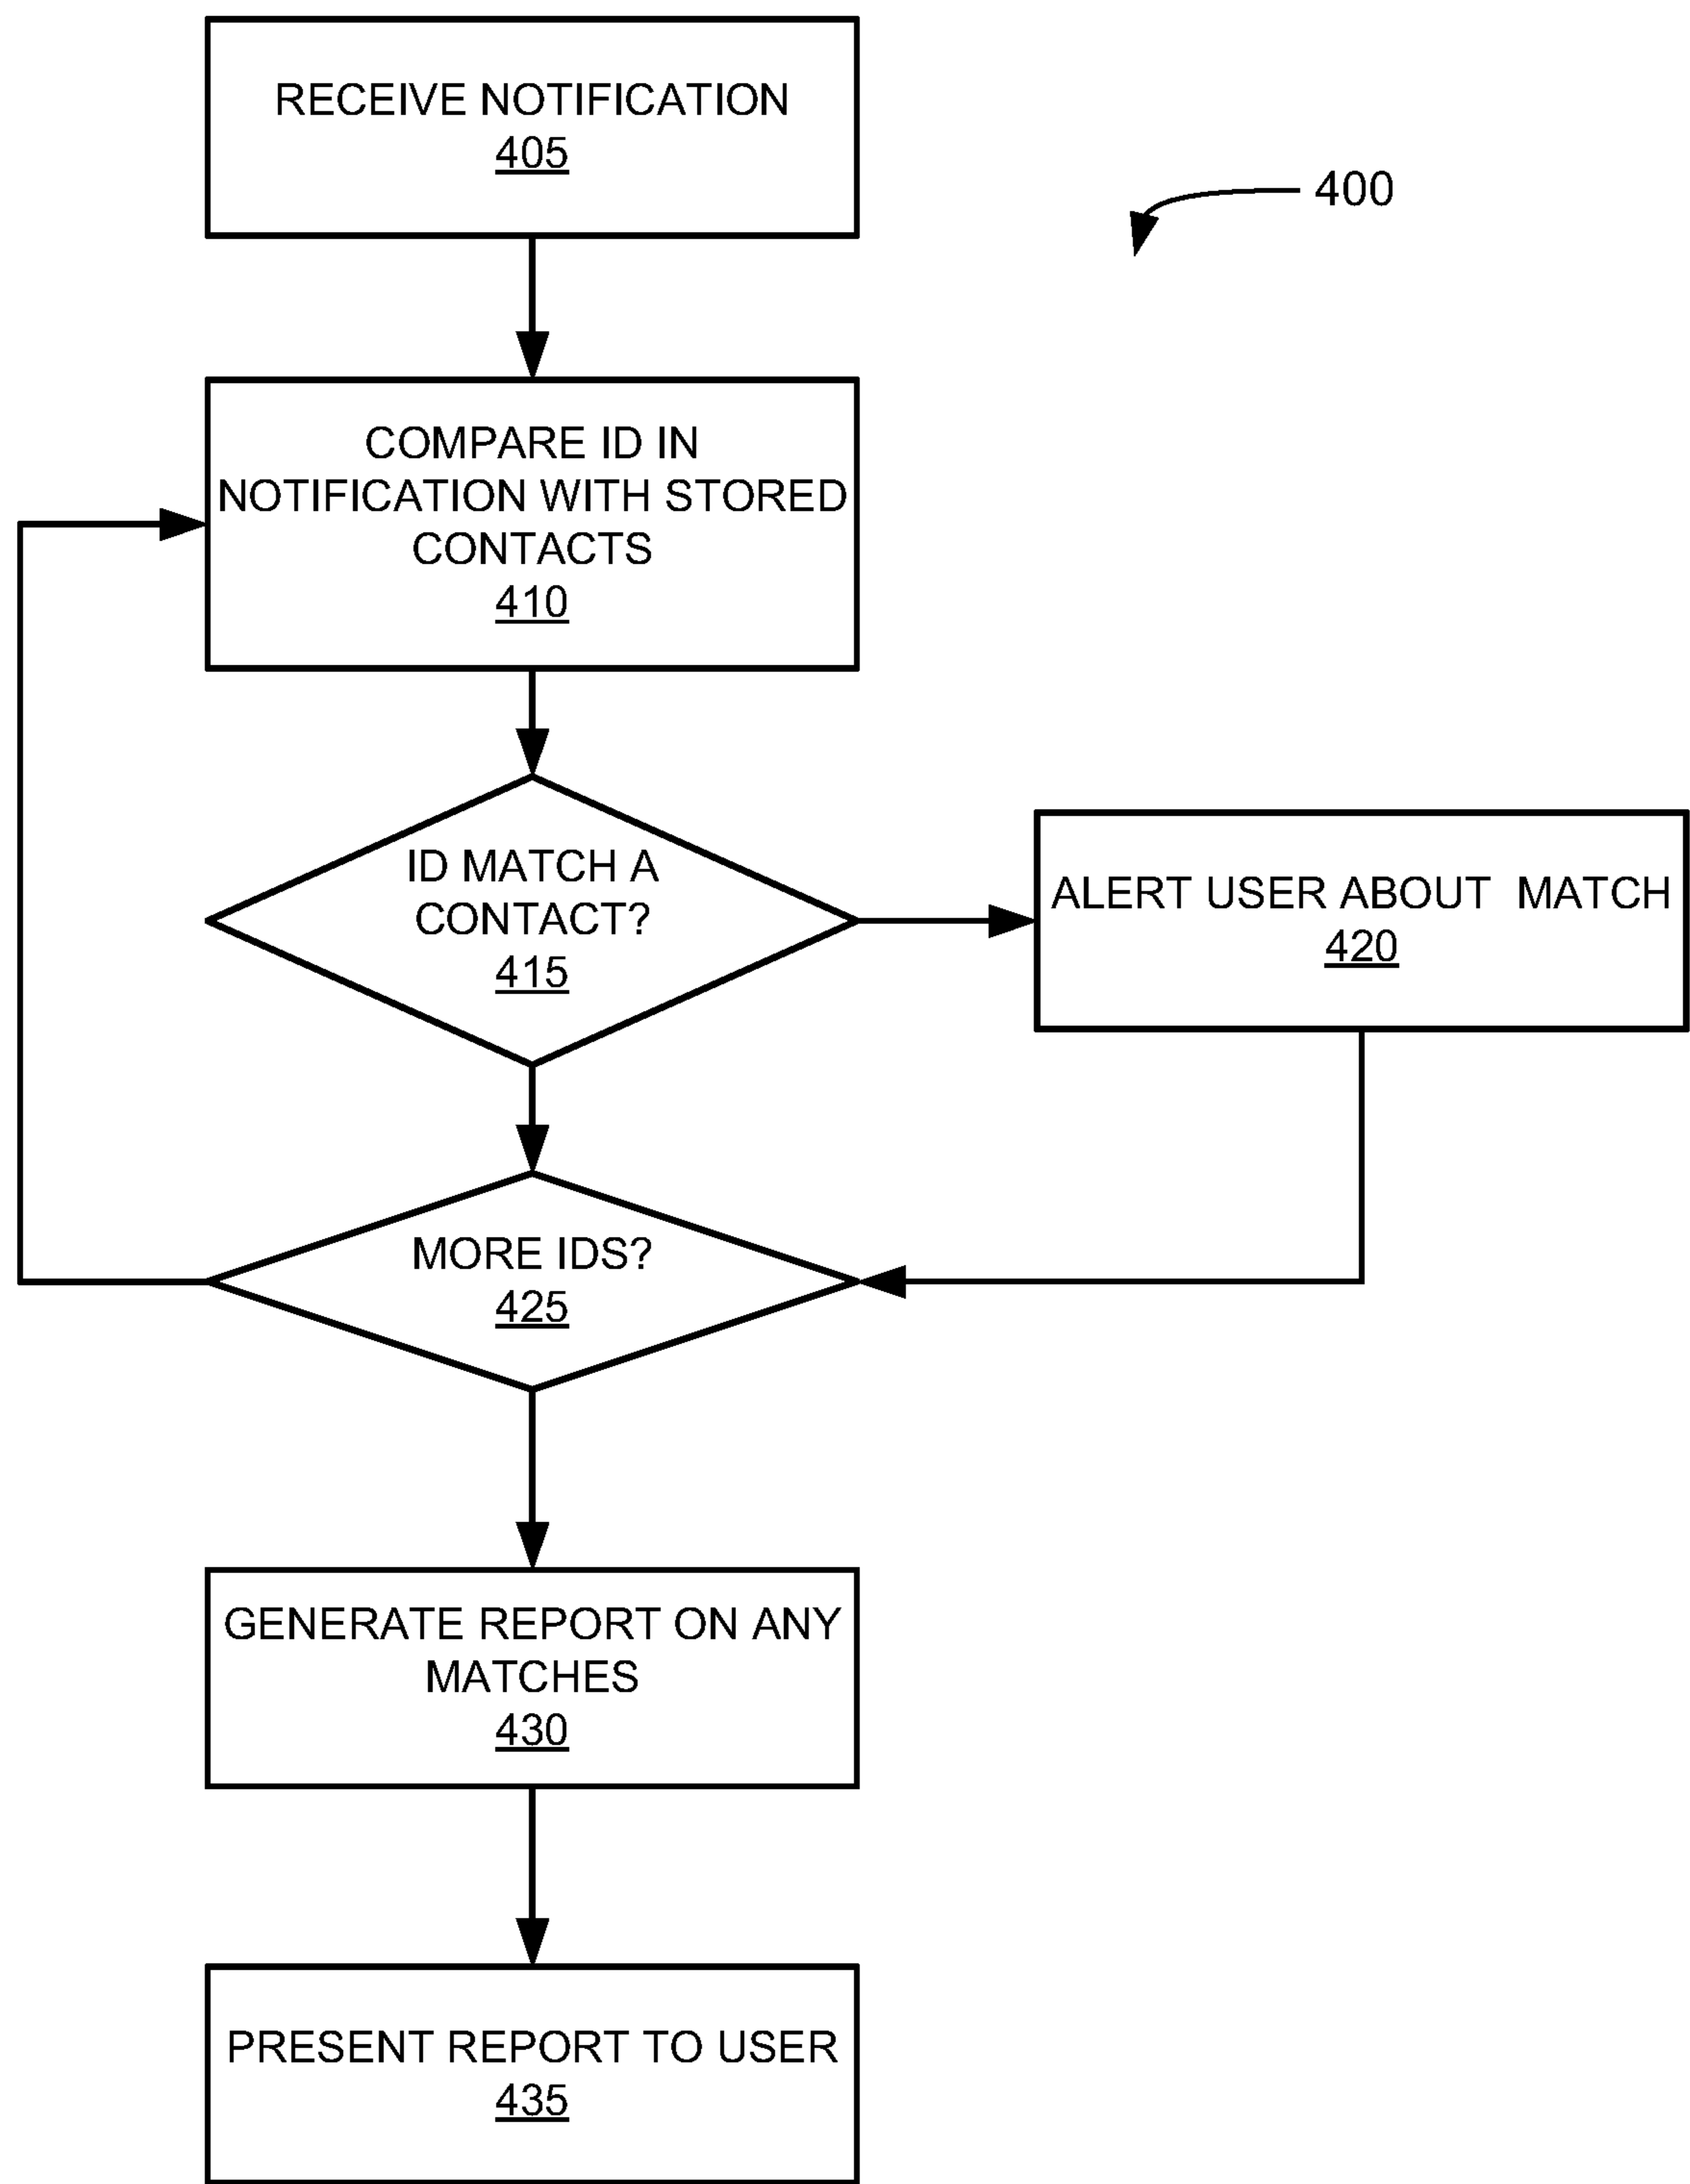 RECEIVE NOTIFICATION
405
400
COMPARE ID IN
NOTIFICATION WITH STORED
CONTACTS
410
ID MATCH A
CONTACT?
415
ALERT USER ABOUT MATCH
420
MORE IDS?
425
GENERATE REPORT ON ANY
MATCHES
430
PRESENT REPORT TO USER
435